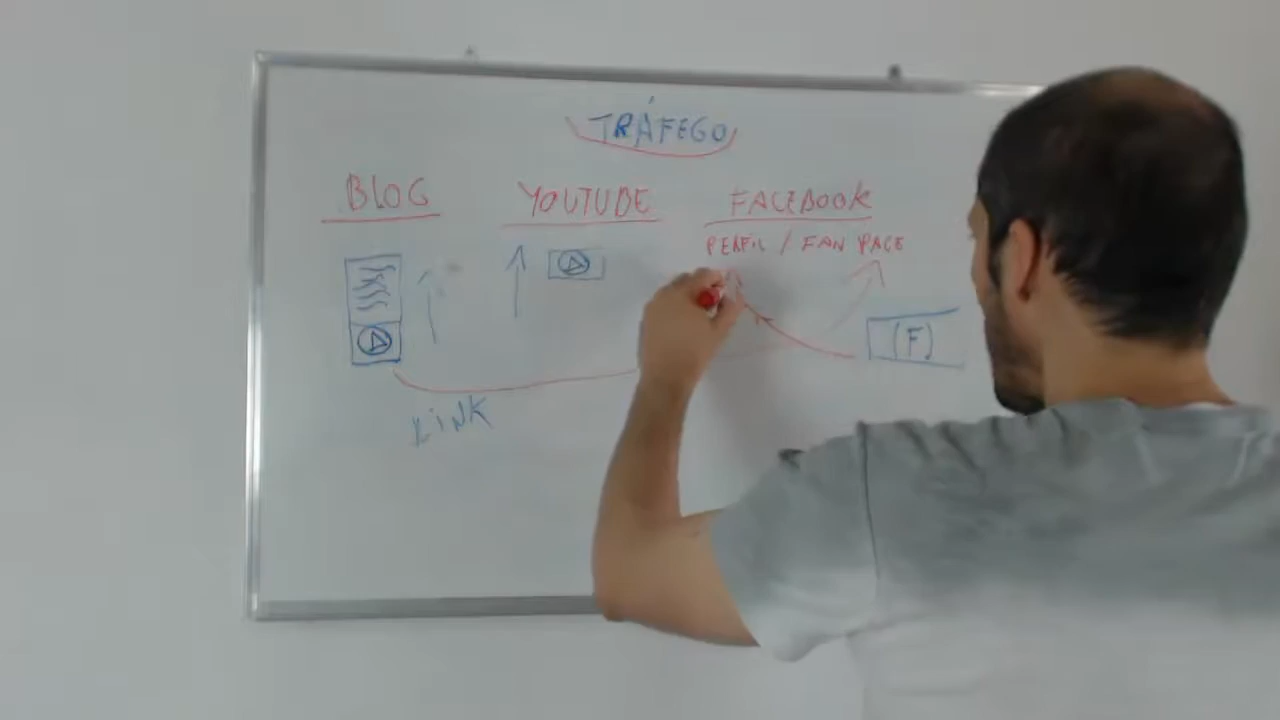 TRÁFEGO
BLOG YOUTUBE FACEBOOK
PERFIL / FAN PAGE
(F)
LINK